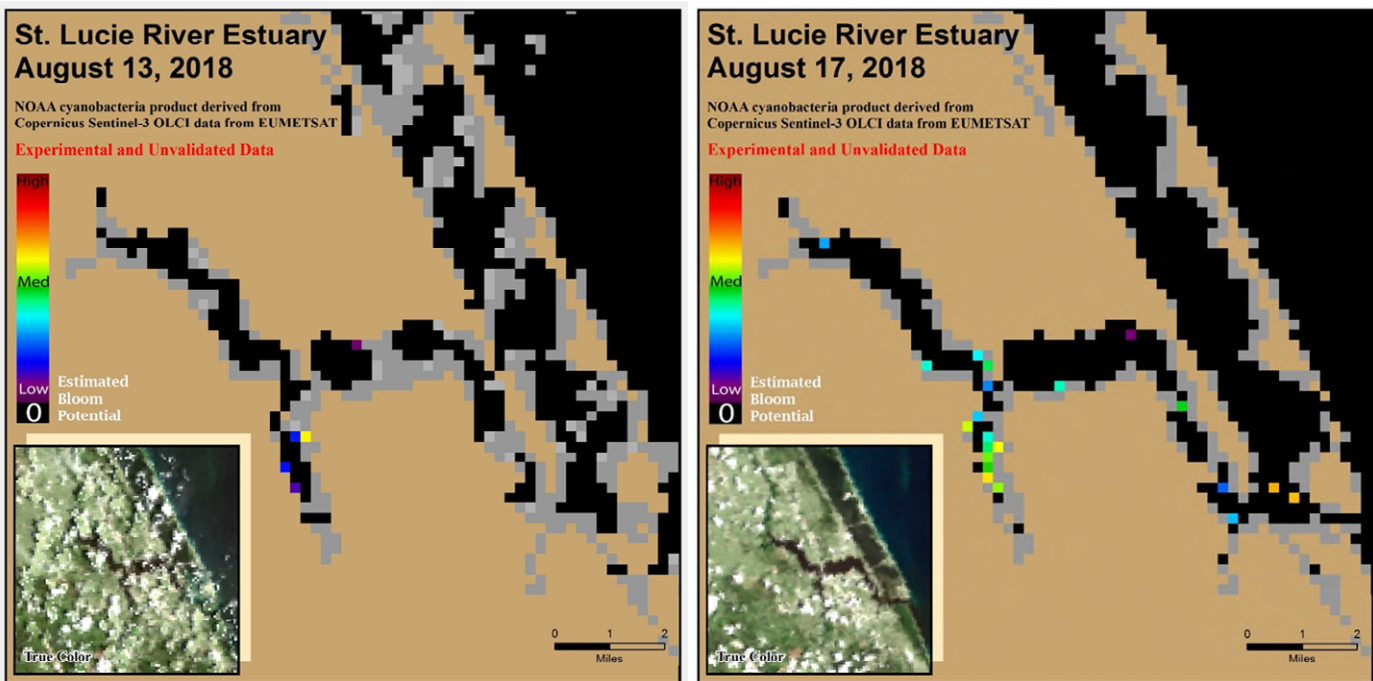 St. Lucie River Estuary
August 13, 2018
NOAA cyanobacteria product derived from
Copernicus Sentinel-3 OLCI data from EUMETSAT
Experimental and Unvalidated Data
High
Med
Low
0
Estimated
Bloom
Potential
True Color
0 1 2
Miles
St. Lucie River Estuary
August 17, 2018
NOAA cyanobacteria product derived from
Copernicus Sentinel-3 OLCI data from EUMETSAT
Experimental and Unvalidated Data
High
Med
Low
0
Estimated
Bloom
Potential
True Color
0 1 2
Miles